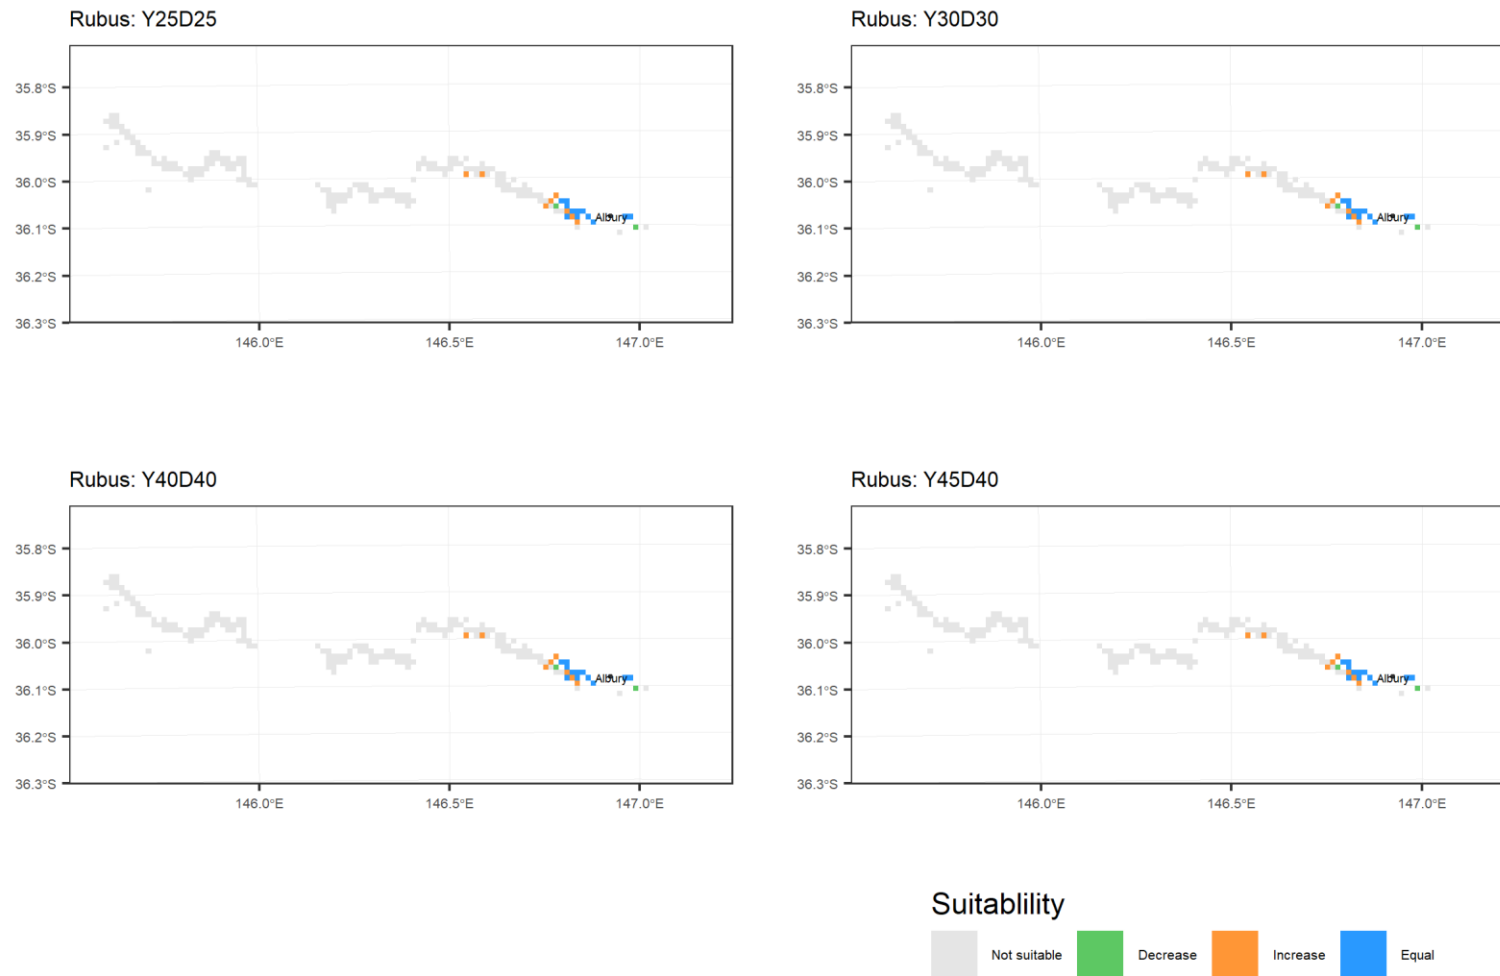 Rubus: Y25D25
Rubus: Y30D30
35.8°S
35.9°S
36.0°S
36.1°S
36.2°S
36.3°S
Albury
146.0°E
146.5°E
147.0°E
35.8°S
35.9°S
36.0°S
36.1°S
36.2°S
36.3°S
Albury
146.0°E
146.5°E
147.0°E
Rubus: Y40D40
Rubus: Y45D40
35.8°S
35.9°S
36.0°S
36.1°S
36.2°S
36.3°S
Albury
146.0°E
146.5°E
147.0°E
35.8°S
35.9°S
36.0°S
36.1°S
36.2°S
36.3°S
Albury
146.0°E
146.5°E
147.0°E
Suitablility
Not suitable
Decrease
Increase
Equal